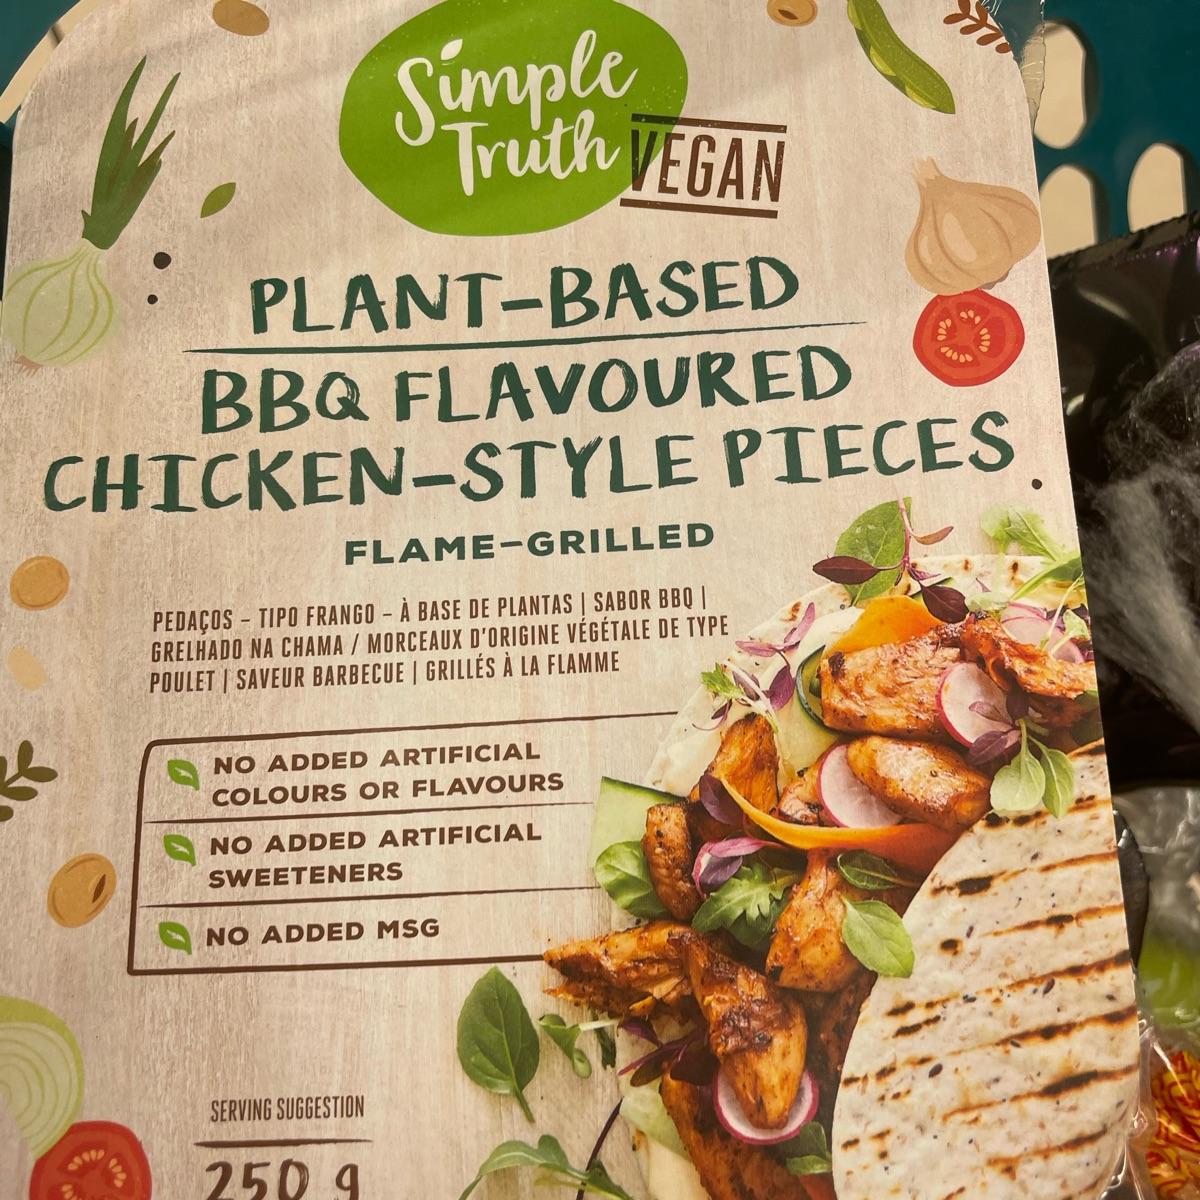 Simple
Truth
VEGAN
PLANT-BASED
BBQ FLAVOURED
CHICKEN-STYLE PIECES
FLAME-GRILLED
PEDAÇOS – TIPO FRANGO – À BASE DE PLANTAS | SABOR BBQ |
GRELHADO NA CHAMA / MORCEAUX D'ORIGINE VÉGÉTALE DE TYPE
POULET | SAVEUR BARBECUE | GRILLÉS À LA FLAMME
NO ADDED ARTIFICIAL
COLOURS OR FLAVOURS
NO ADDED ARTIFICIAL
SWEETENERS
NO ADDED MSG
SERVING SUGGESTION
250 g